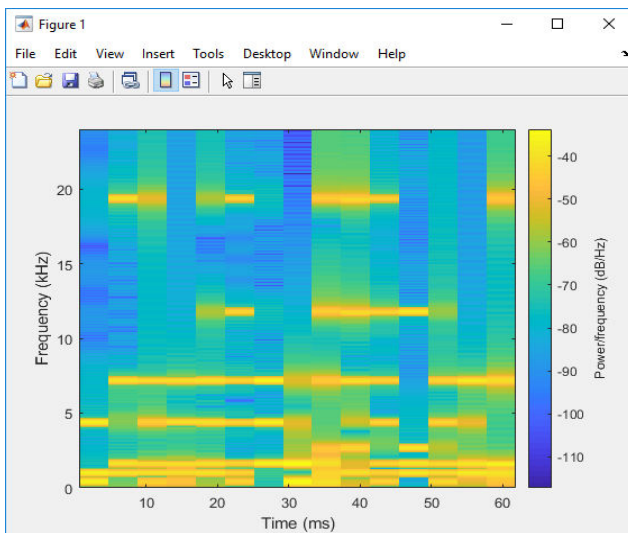 Figure 1
File Edit View Insert Tools Desktop Window Help
20
15
10
5
0
Frequency (kHz)
10 20 30 40 50 60
Time (ms)
-40
-50
-60
-70
-80
-90
-100
-110
Power/frequency (dB/Hz)